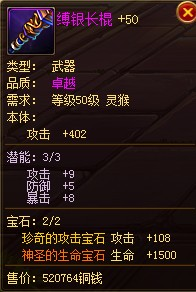 缚银长棍 +50
类型: 武器
品质: 卓越
需求: 等级50级 灵猴
本体:
攻击 +402
潜能: 3/3
攻击 +9
防御 +5
暴击 +8
宝石: 2/2
珍奇的攻击宝石 攻击 +108
神圣的生命宝石 生命 +1500
售价: 520764铜钱